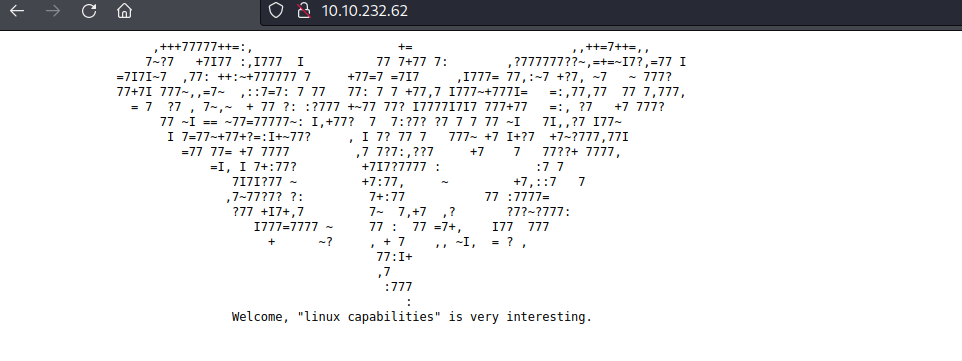 10.10.232.62
,+++77777++=:,                    +=                      ,,++=7++=,,
7~?7   +7I77 :,I777  I          77 7+77 7:        ,?777777??~,=+=~I7?,=77 I
=7I7I~7  ,77: ++:~+777777 7     +77=7 =7I7     ,I777= 77,:~7 +?7, ~7   ~ 777?
77+7I 777~,,=7~  ,::7=7: 7 77   77: 7 7 +77,7 I777~+777I=   =:,77,77  77 7,777,
= 7  ?7 , 7~,~  + 77 ?: :?777 +~77 77? I7777I7I7 777+77   =:, ?7   +7 777?
77 ~I == ~77=77777~: I,+77?  7  7:?7? ?7 7 7 77 ~I   7I,,?7 I77~
I 7=77~+77+?=:I+~77?     , I 7? 77 7   777~ +7 I+?7  +7~?777,77I
=77 77= +7 7777         ,7 7?7:,??7     +7    7   77??+ 7777,
=I, I 7+:77?         +7I7?7777 :             :7 7
7I7I?77 ~         +7:77,     ~         +7,::7   7
,7~77?7? ?:         7+:77           77 :7777=
?77 +I7+,7         7~  7,+7  ,?       ?7?~?777:
I777=7777 ~     77 :  77 =7+,    I77  777
+      ~?     , + 7    ,, ~I,  = ? ,
77:I+
,7
:777
:
Welcome, "linux capabilities" is very interesting.